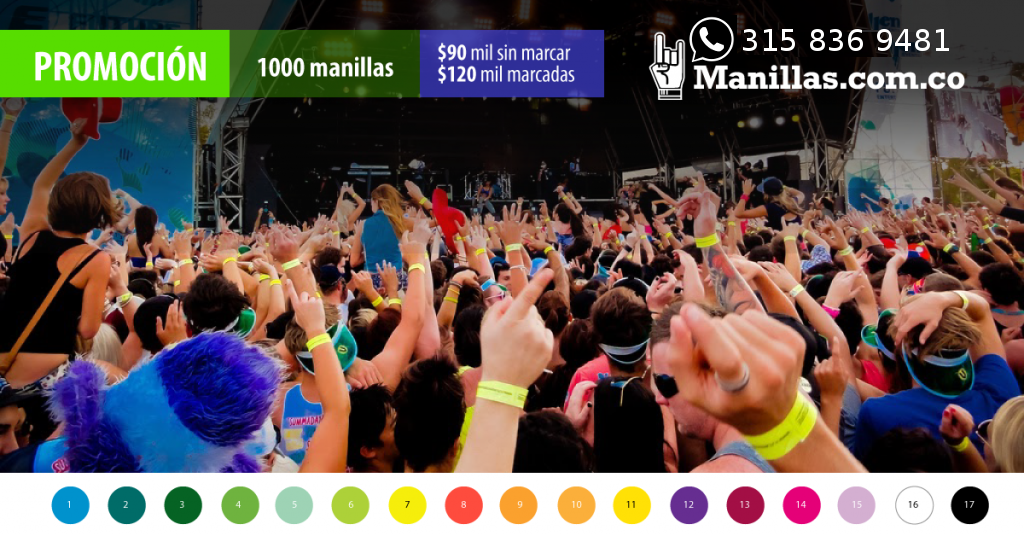 PROMOCIÓN
1000 manillas
$90 mil sin marcar
$120 mil marcadas
315 836 9481
Manillas.com.co
1 2 3 4 5 6 7 8 9 10 11 12 13 14 15 16 17